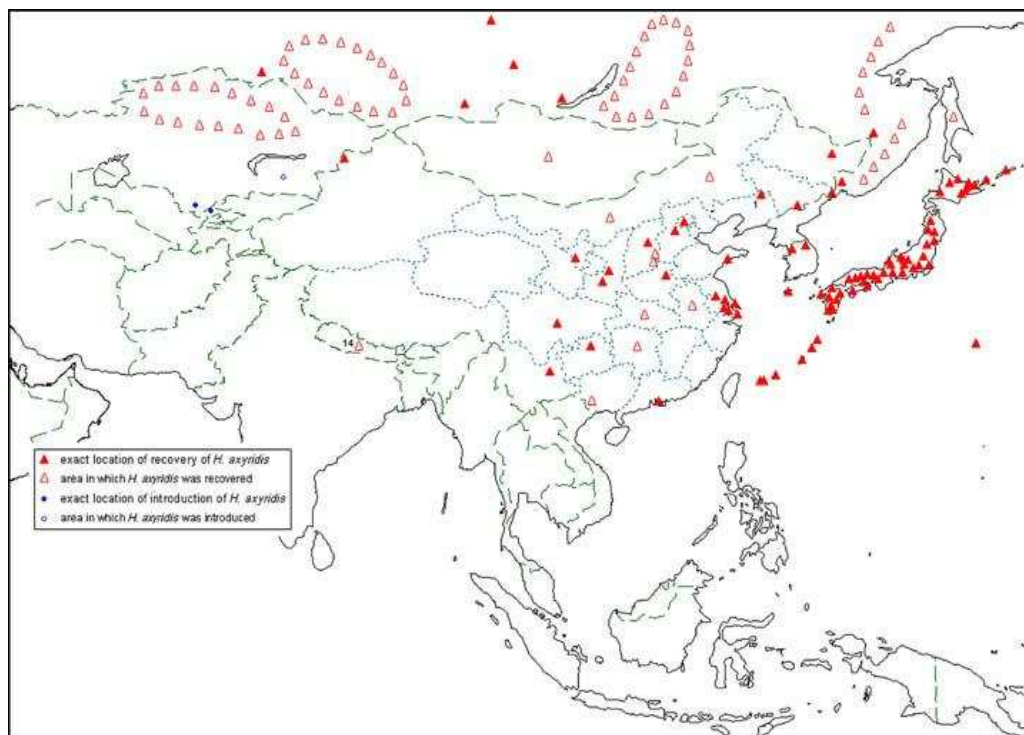 14
exact location of recovery of H. axyridis
area in which H. axyridis was recovered
exact location of introduction of H. axyridis
area in which H. axyridis was introduced